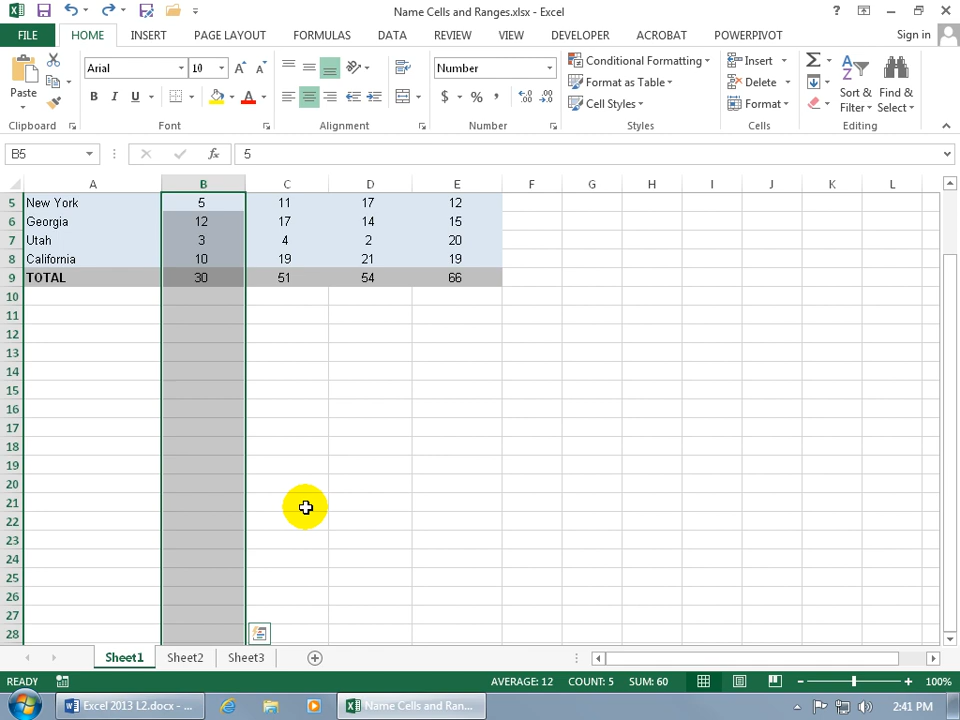 Name Cells and Ranges.xlsx - Excel
FILE HOME INSERT PAGE LAYOUT FORMULAS DATA REVIEW VIEW DEVELOPER ACROBAT POWERPIVOT Sign in
Paste
Arial 10
B I U A
Number
$ % ,
Conditional Formatting
Format as Table
Cell Styles
Insert
Delete
Format
Sort & Filter
Find & Select
Clipboard Font Alignment Number Styles Cells Editing
B5 fx 5
A B C D E F G H I J K L
5 New York 5 11 17 12
6 Georgia 12 17 14 15
7 Utah 3 4 2 20
8 California 10 19 21 19
9 TOTAL 30 51 54 66
10
11
12
13
14
15
16
17
18
19
20
21
22
23
24
25
26
27
28
Sheet1 Sheet2 Sheet3
READY AVERAGE: 12 COUNT: 5 SUM: 60 100%
Excel 2013 L2.docx - ... Name Cells and Ran... 2:41 PM